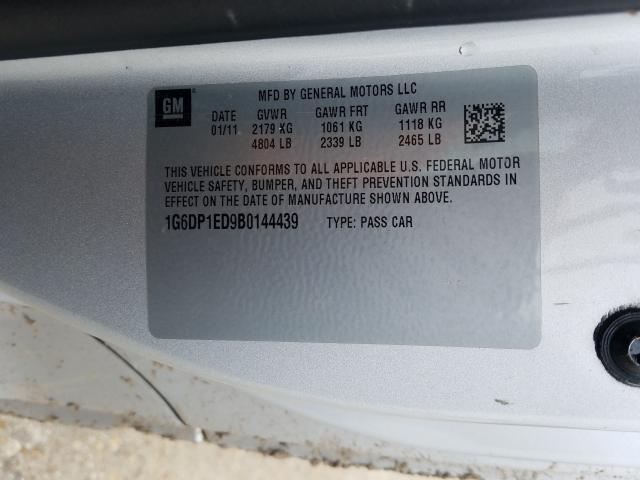 GM
MFD BY GENERAL MOTORS LLC
DATE GVWR GAWR FRT GAWR RR
01/11 2179 KG 1061 KG 1118 KG
4804 LB 2339 LB 2465 LB
THIS VEHICLE CONFORMS TO ALL APPLICABLE U.S. FEDERAL MOTOR
VEHICLE SAFETY, BUMPER, AND THEFT PREVENTION STANDARDS IN
EFFECT ON THE DATE OF MANUFACTURE SHOWN ABOVE.
1G6DP1ED9B0144439 TYPE: PASS CAR